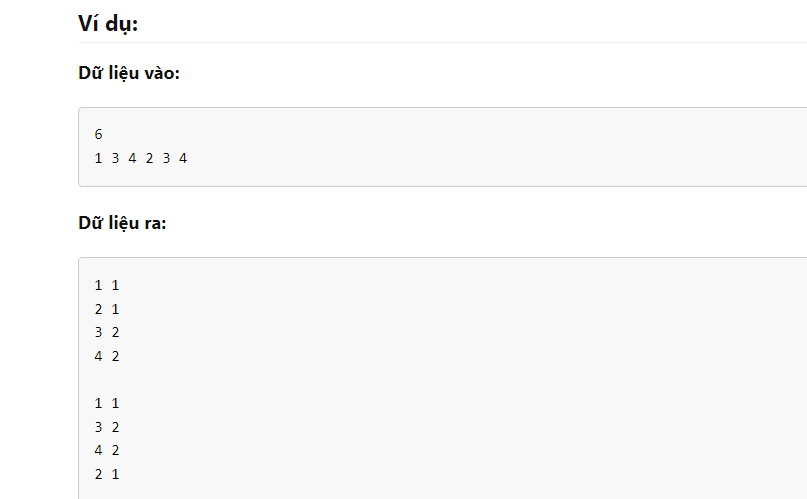 Ví dụ:
Dữ liệu vào:
6
1 3 4 2 3 4
Dữ liệu ra:
1 1
2 1
3 2
4 2
1 1
3 2
4 2
2 1